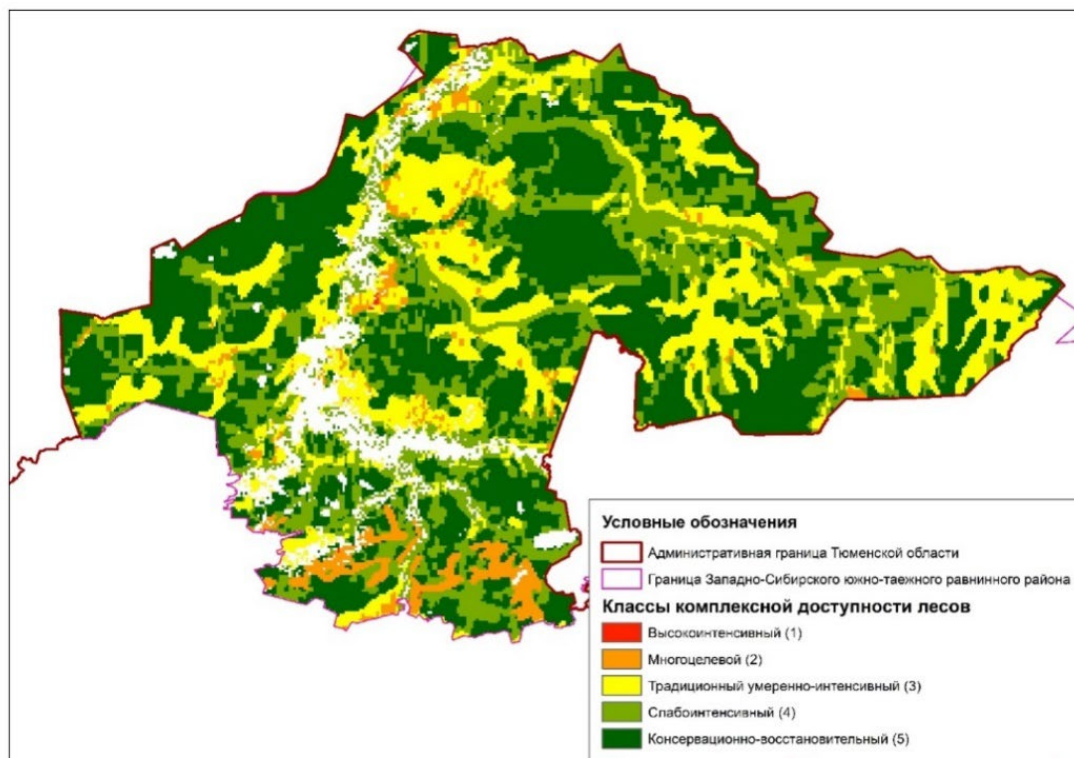 Условные обозначения
Административная граница Тюменской области
Граница Западно-Сибирского южно-таежного равнинного района
Классы комплексной доступности лесов
Высокоинтенсивный (1)
Многоцелевой (2)
Традиционный умеренно-интенсивный (3)
Слабоинтенсивный (4)
Консервационно-восстановительный (5)